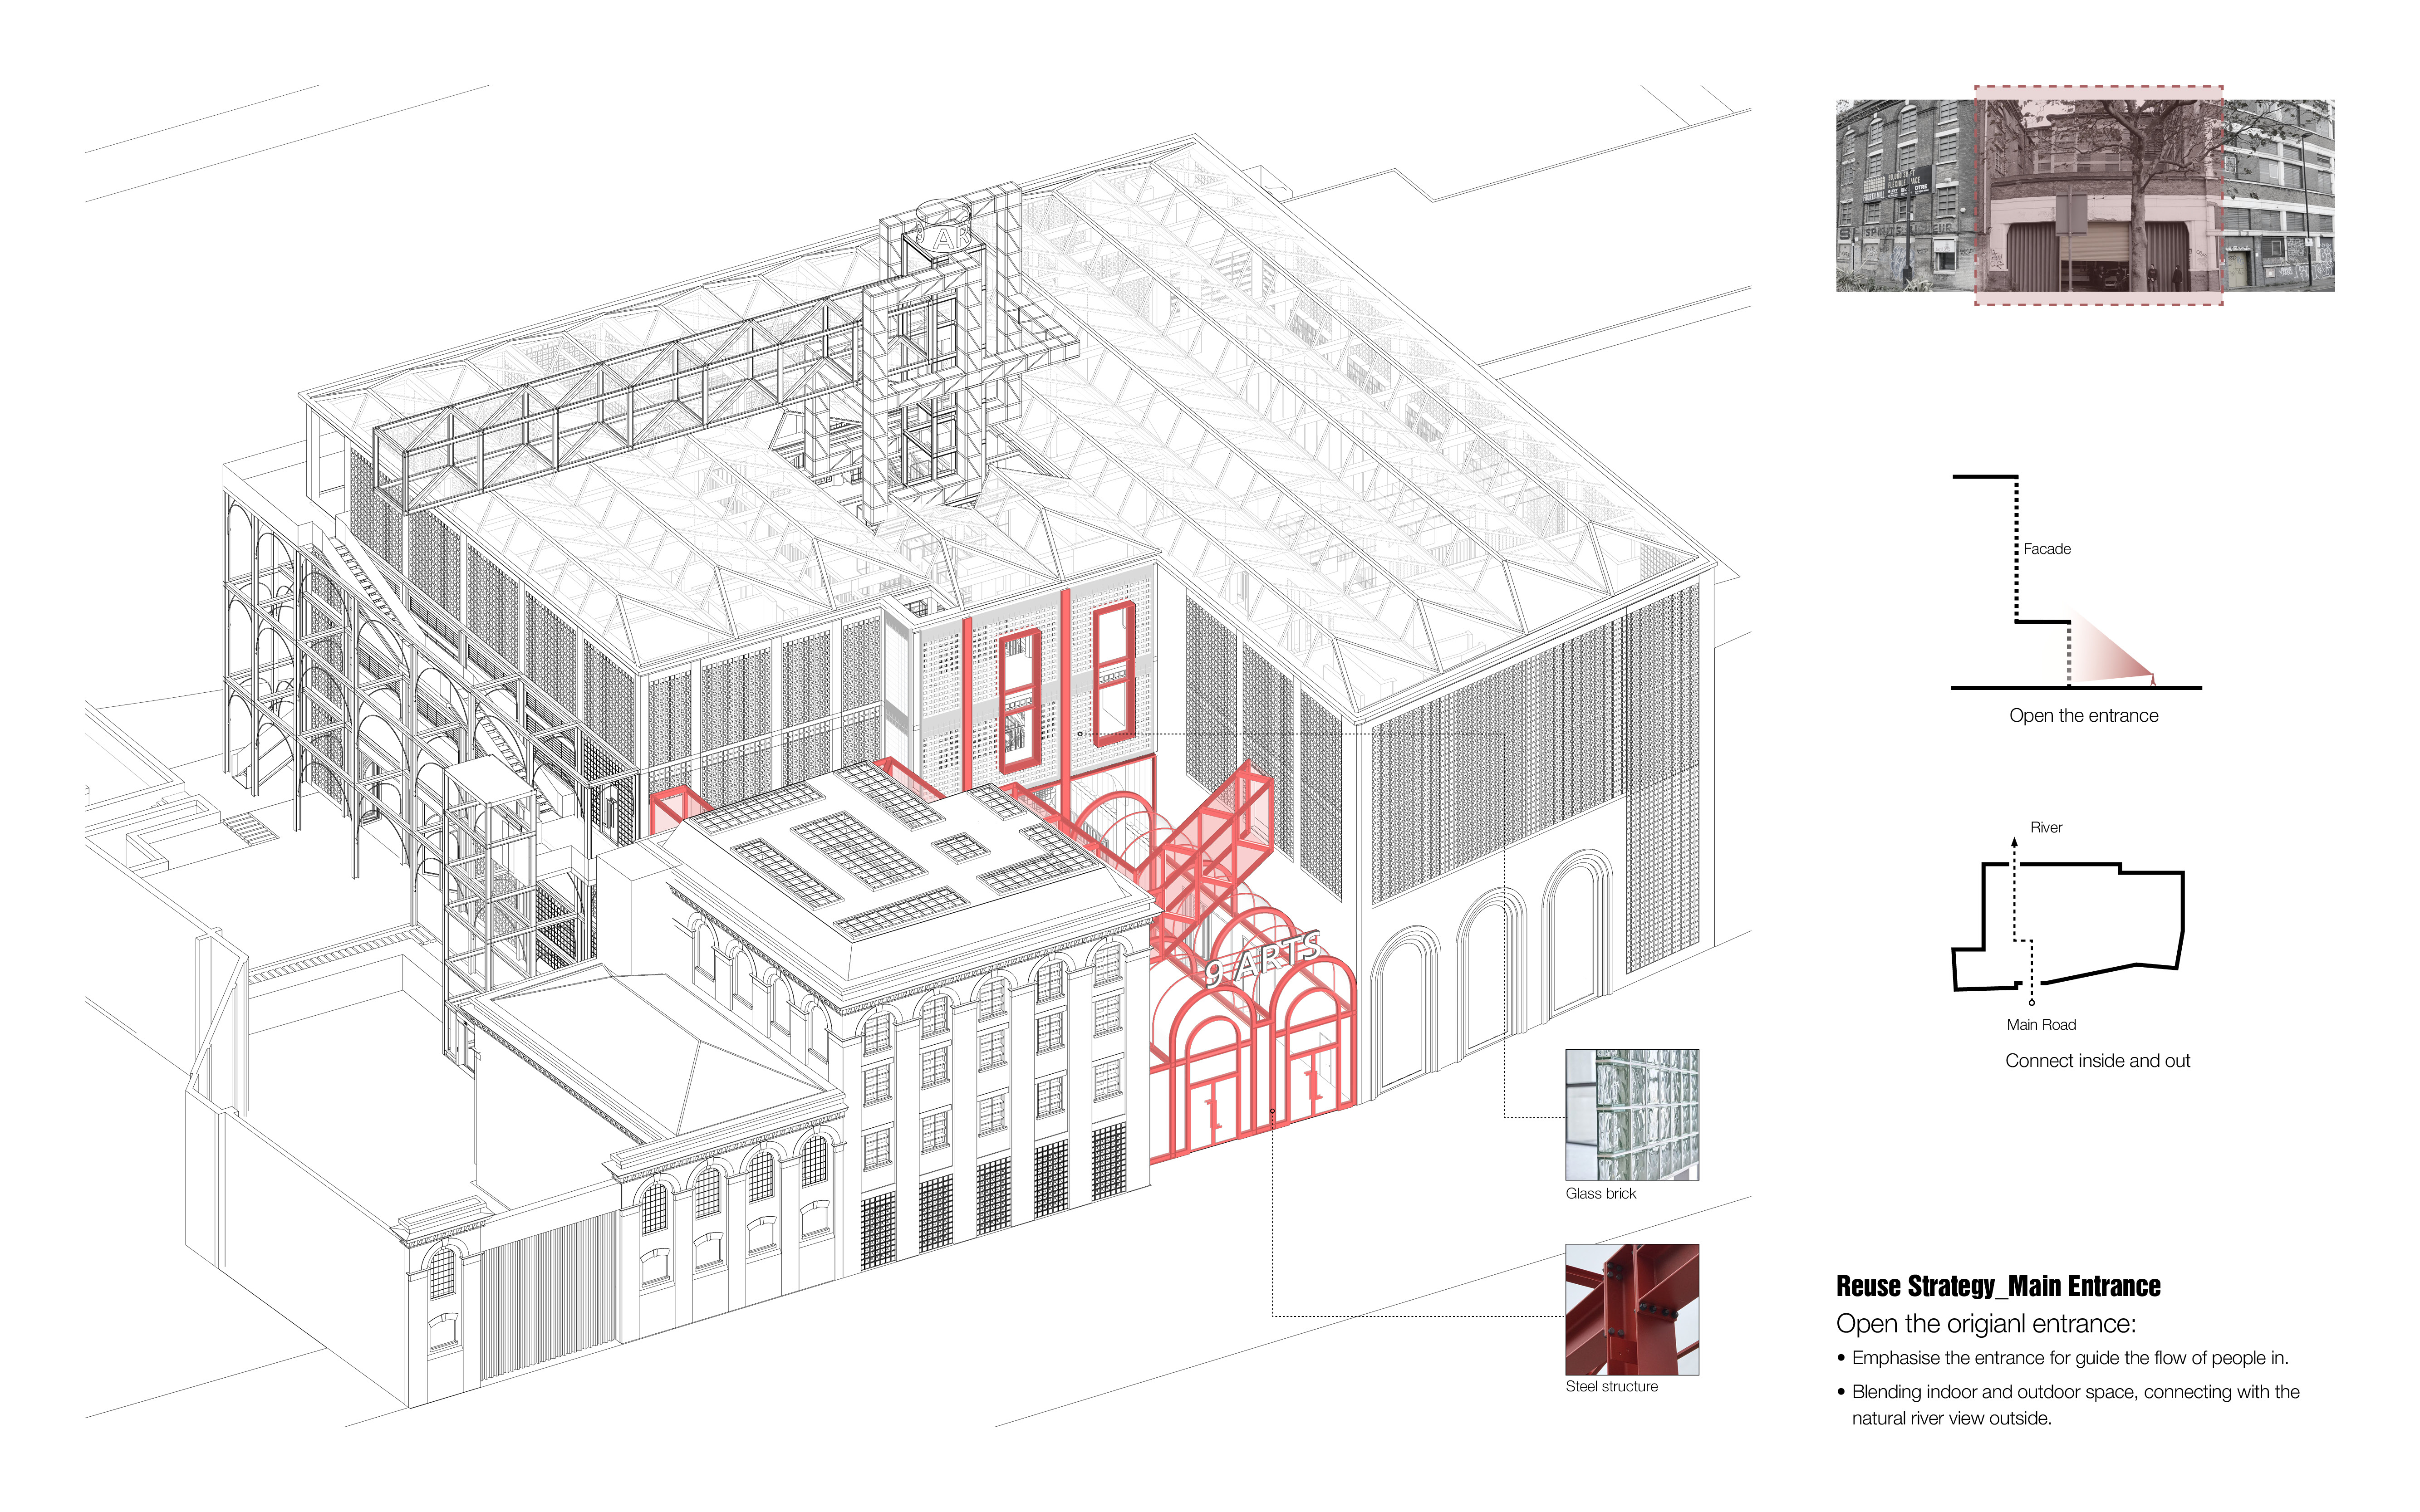 9 AR
9 ARTS
Facade
Open the entrance
River
Main Road
Connect inside and out
Glass brick
Steel structure
Reuse Strategy_Main Entrance
Open the origianl entrance:
• Emphasise the entrance for guide the flow of people in.
• Blending indoor and outdoor space, connecting with the
natural river view outside.